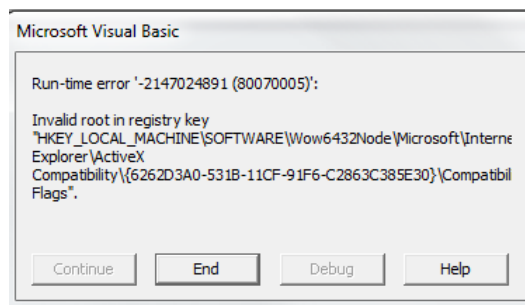 Microsoft Visual Basic
Run-time error '-2147024891 (80070005)':
Invalid root in registry key
"HKEY_LOCAL_MACHINE\SOFTWARE\Wow6432Node\Microsoft\Interne
Explorer\ActiveX
Compatibility\{6262D3A0-531B-11CF-91F6-C2863C385E30}\Compatibil
Flags".
Continue End Debug Help